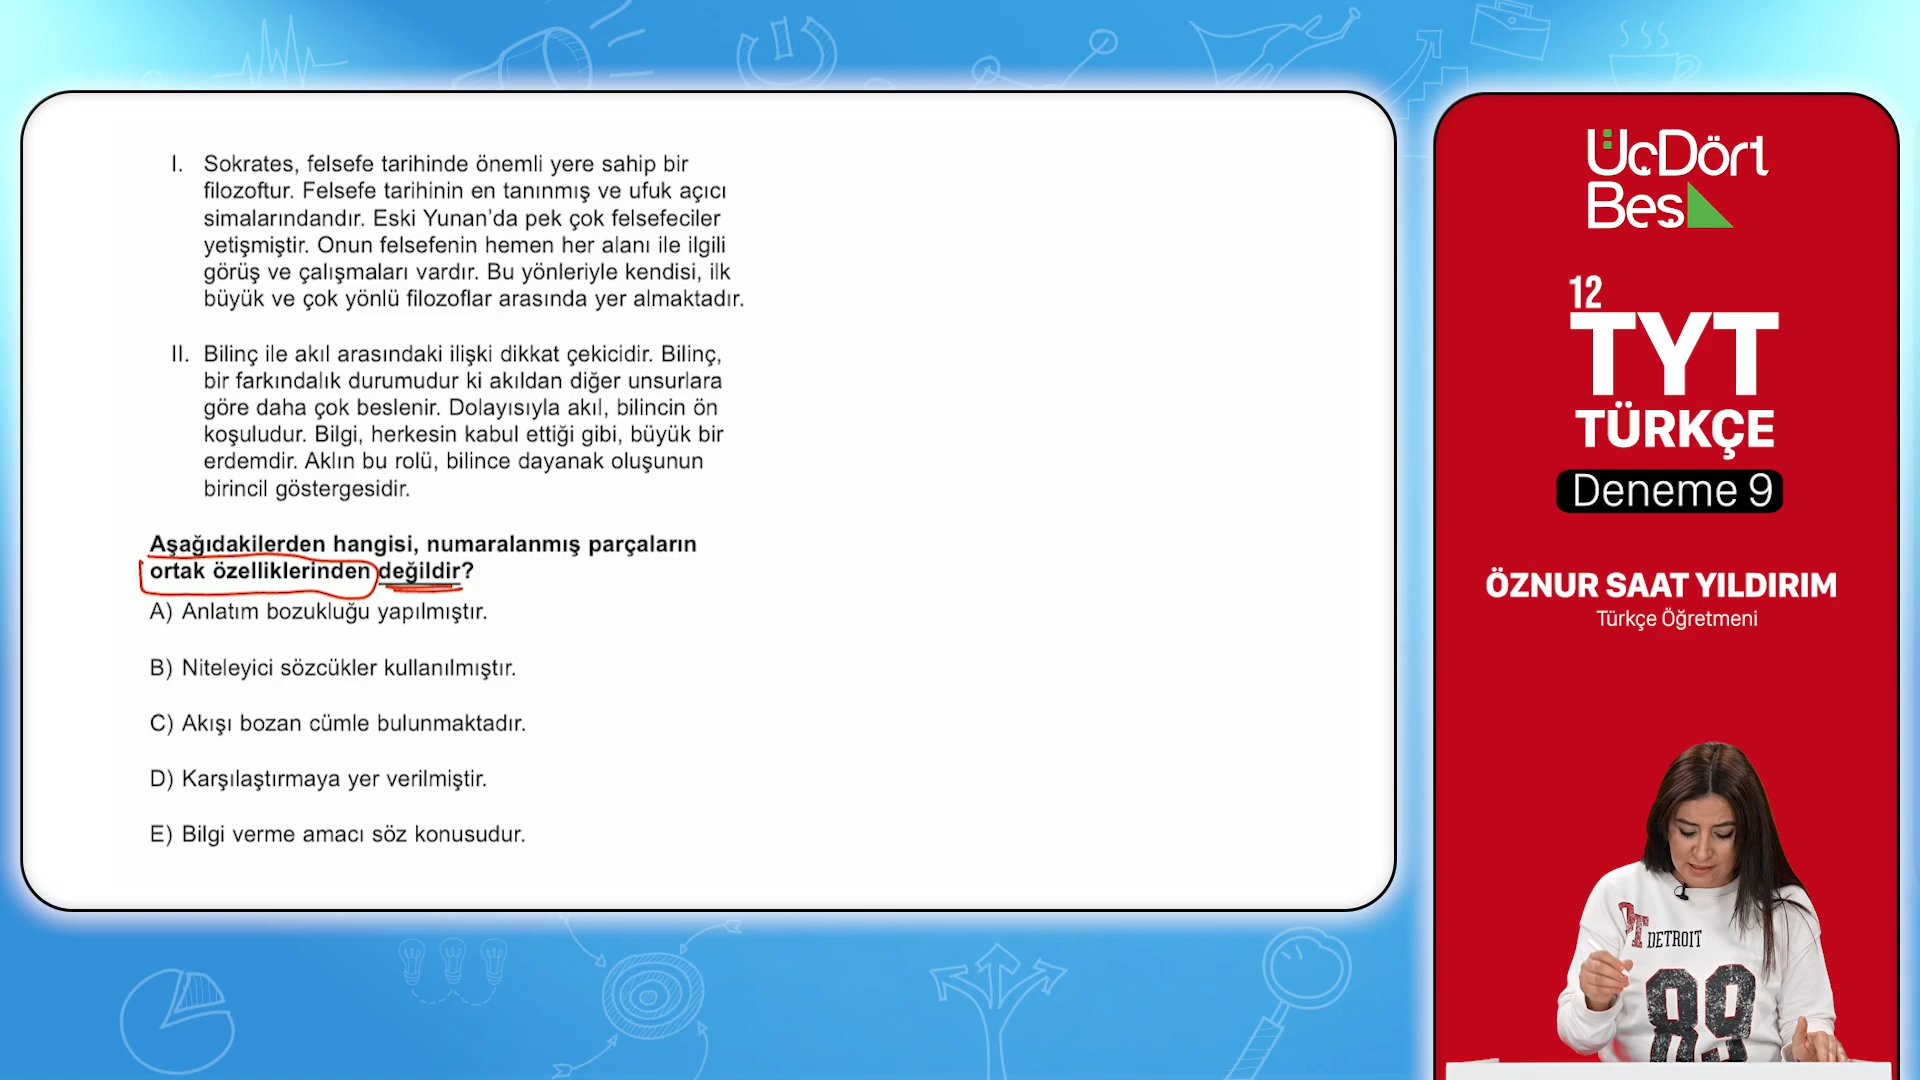 I. Sokrates, felsefe tarihinde önemli yere sahip bir
filozoftur. Felsefe tarihinin en tanınmış ve ufuk açıcı
simalarındandır. Eski Yunan'da pek çok felsefeciler
yetişmiştir. Onun felsefenin hemen her alanı ile ilgili
görüş ve çalışmaları vardır. Bu yönleriyle kendisi, ilk
büyük ve çok yönlü filozoflar arasında yer almaktadır.
II. Bilinç ile akıl arasındaki ilişki dikkat çekicidir. Bilinç,
bir farkındalık durumudur ki akıldan diğer unsurlara
göre daha çok beslenir. Dolayısıyla akıl, bilincin ön
koşuludur. Bilgi, herkesin kabul ettiği gibi, büyük bir
erdemdir. Aklın bu rolü, bilince dayanak oluşunun
birincil göstergesidir.
Aşağıdakilerden hangisi, numaralanmış parçaların
ortak özelliklerinden değildir?
A) Anlatım bozukluğu yapılmıştır.
B) Niteleyici sözcükler kullanılmıştır.
C) Akışı bozan cümle bulunmaktadır.
D) Karşılaştırmaya yer verilmiştir.
E) Bilgi verme amacı söz konusudur.
ÜçDört
Beş
12
TYT
TÜRKÇE
Deneme 9
ÖZNUR SAAT YILDIRIM
Türkçe Öğretmeni
DT DETROIT
89